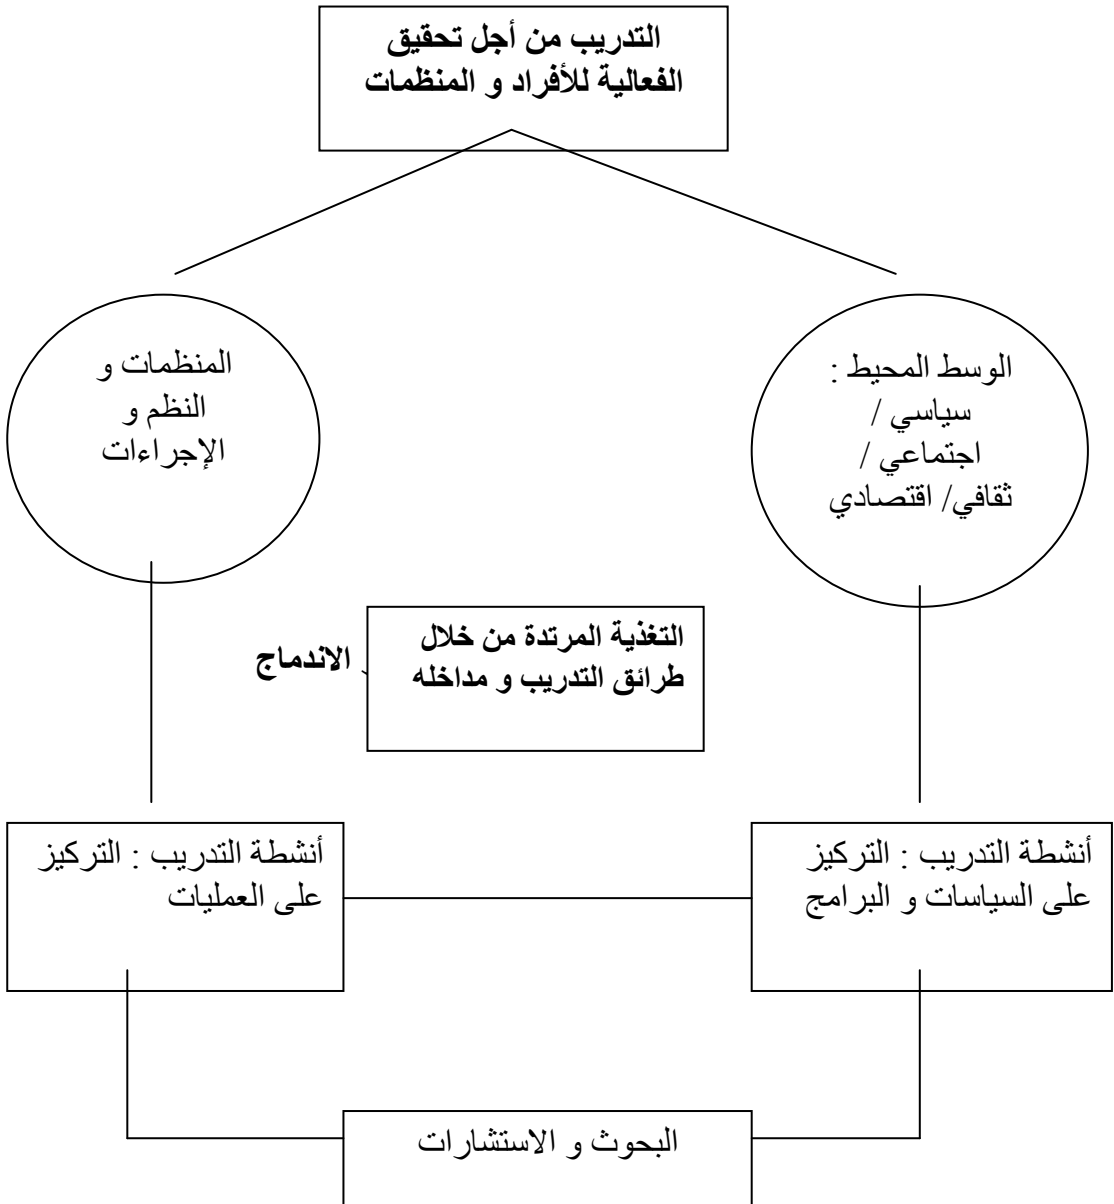 التدريب من أجل تحقيق
الفعالية للأفراد و المنظمات
الوسط المحيط :
سياسي /
اجتماعي /
ثقافي/ اقتصادي
المنظمات و
النظم و
الإجراءات
التغذية المرتدة من خلال
طرائق التدريب و مداخله
الاندماج
أنشطة التدريب : التركيز
على السياسات و البرامج
أنشطة التدريب : التركيز
على العمليات
البحوث و الاستشارات